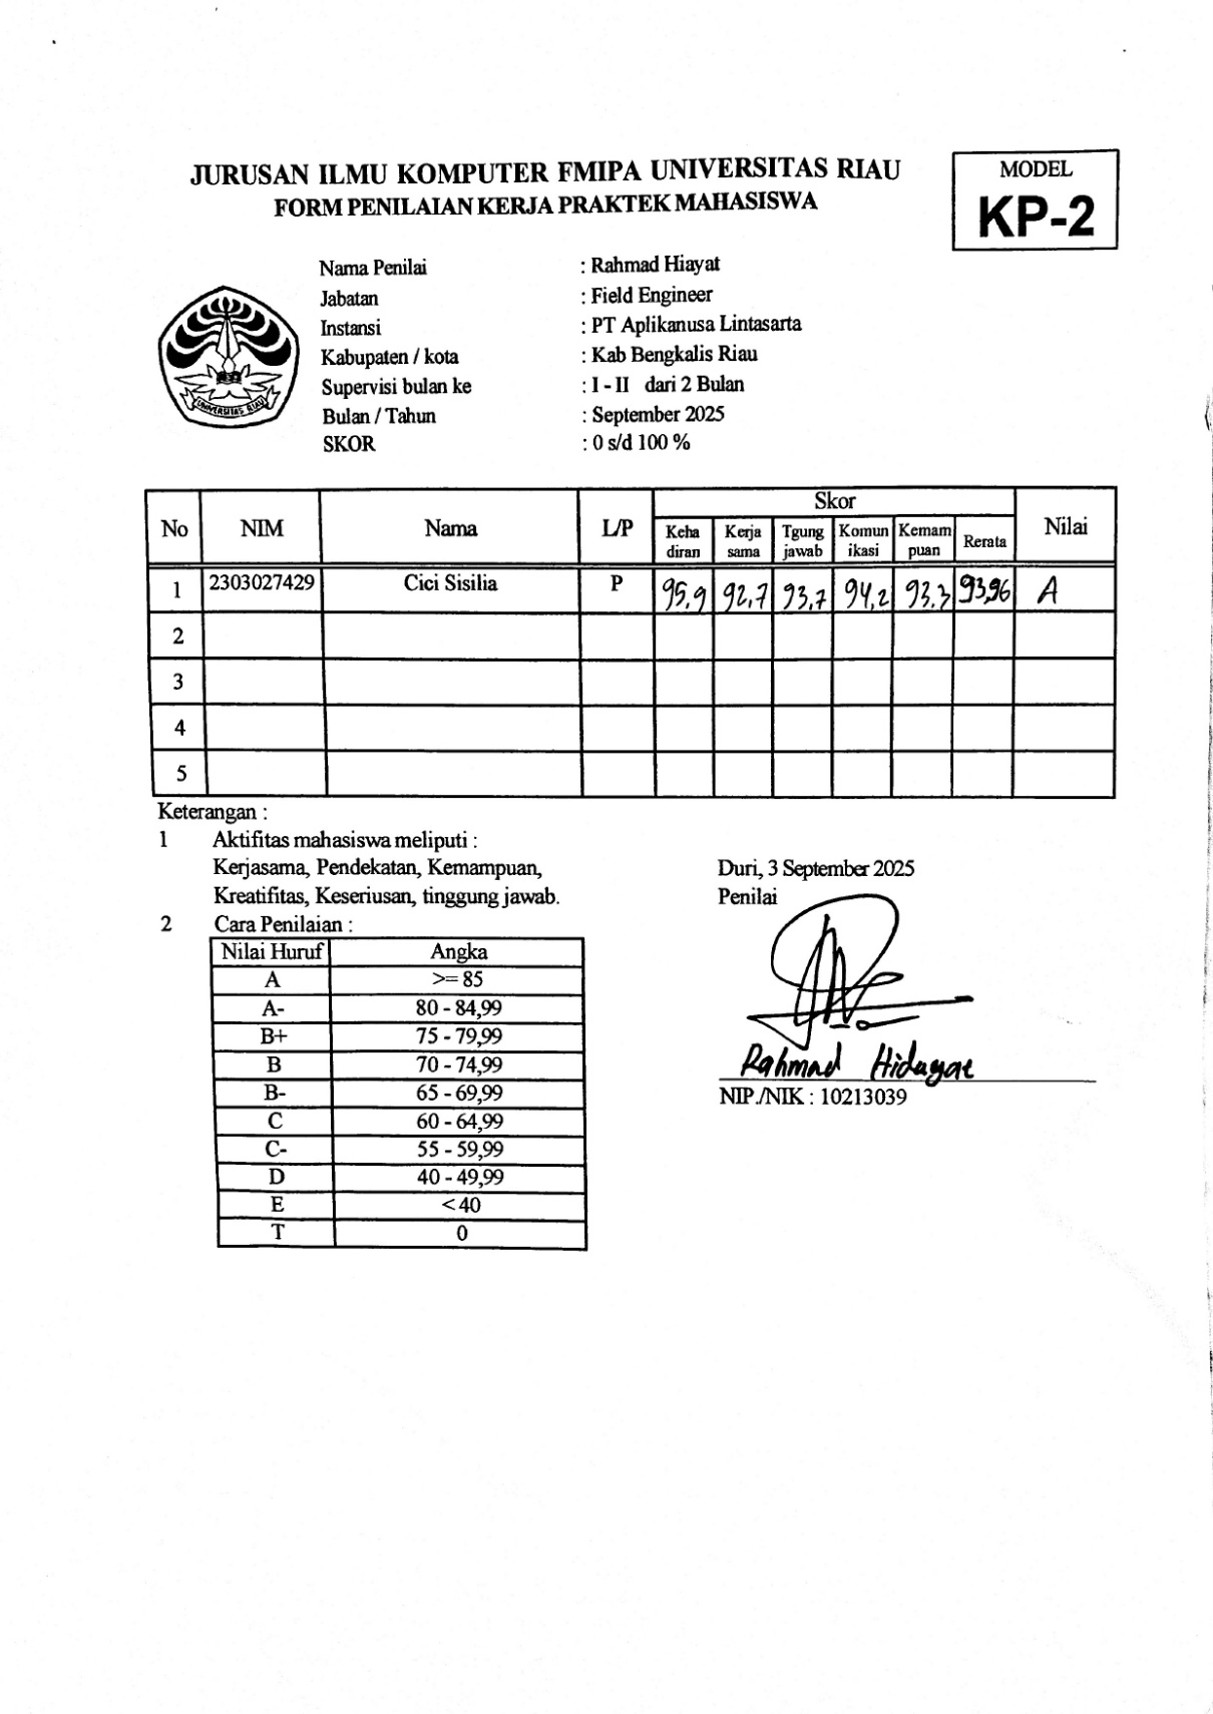 JURUSAN ILMU KOMPUTER FMIPA UNIVERSITAS RIAU
FORM PENILAIAN KERJA PRAKTEK MAHASISWA
MODEL
KP-2
Nama Penilai : Rahmad Hiayat
Jabatan : Field Engineer
Instansi : PT Aplikanusa Lintasarta
Kabupaten / kota : Kab Bengkalis Riau
Supervisi bulan ke : I - II dari 2 Bulan
Bulan / Tahun : September 2025
SKOR : 0 s/d 100 %
UNIVERSITAS RIAU
No NIM Nama L/P Skor Nilai
Keha diran Kerja sama Tgung jawab Komun ikasi Kemam puan Rerata
1 2303027429 Cici Sisilia P 95,9 92,7 93,7 94,2 93,3 93,96 A
2
3
4
5
Keterangan :
1 Aktifitas mahasiswa meliputi :
Kerjasama, Pendekatan, Kemampuan,
Kreatifitas, Keseriusan, tinggung jawab.
2 Cara Penilaian :
Nilai Huruf Angka
A >= 85
A- 80 - 84,99
B+ 75 - 79,99
B 70 - 74,99
B- 65 - 69,99
C 60 - 64,99
C- 55 - 59,99
D 40 - 49,99
E < 40
T 0
Duri, 3 September 2025
Penilai
Rahmad Hidayat
NIP./NIK : 10213039